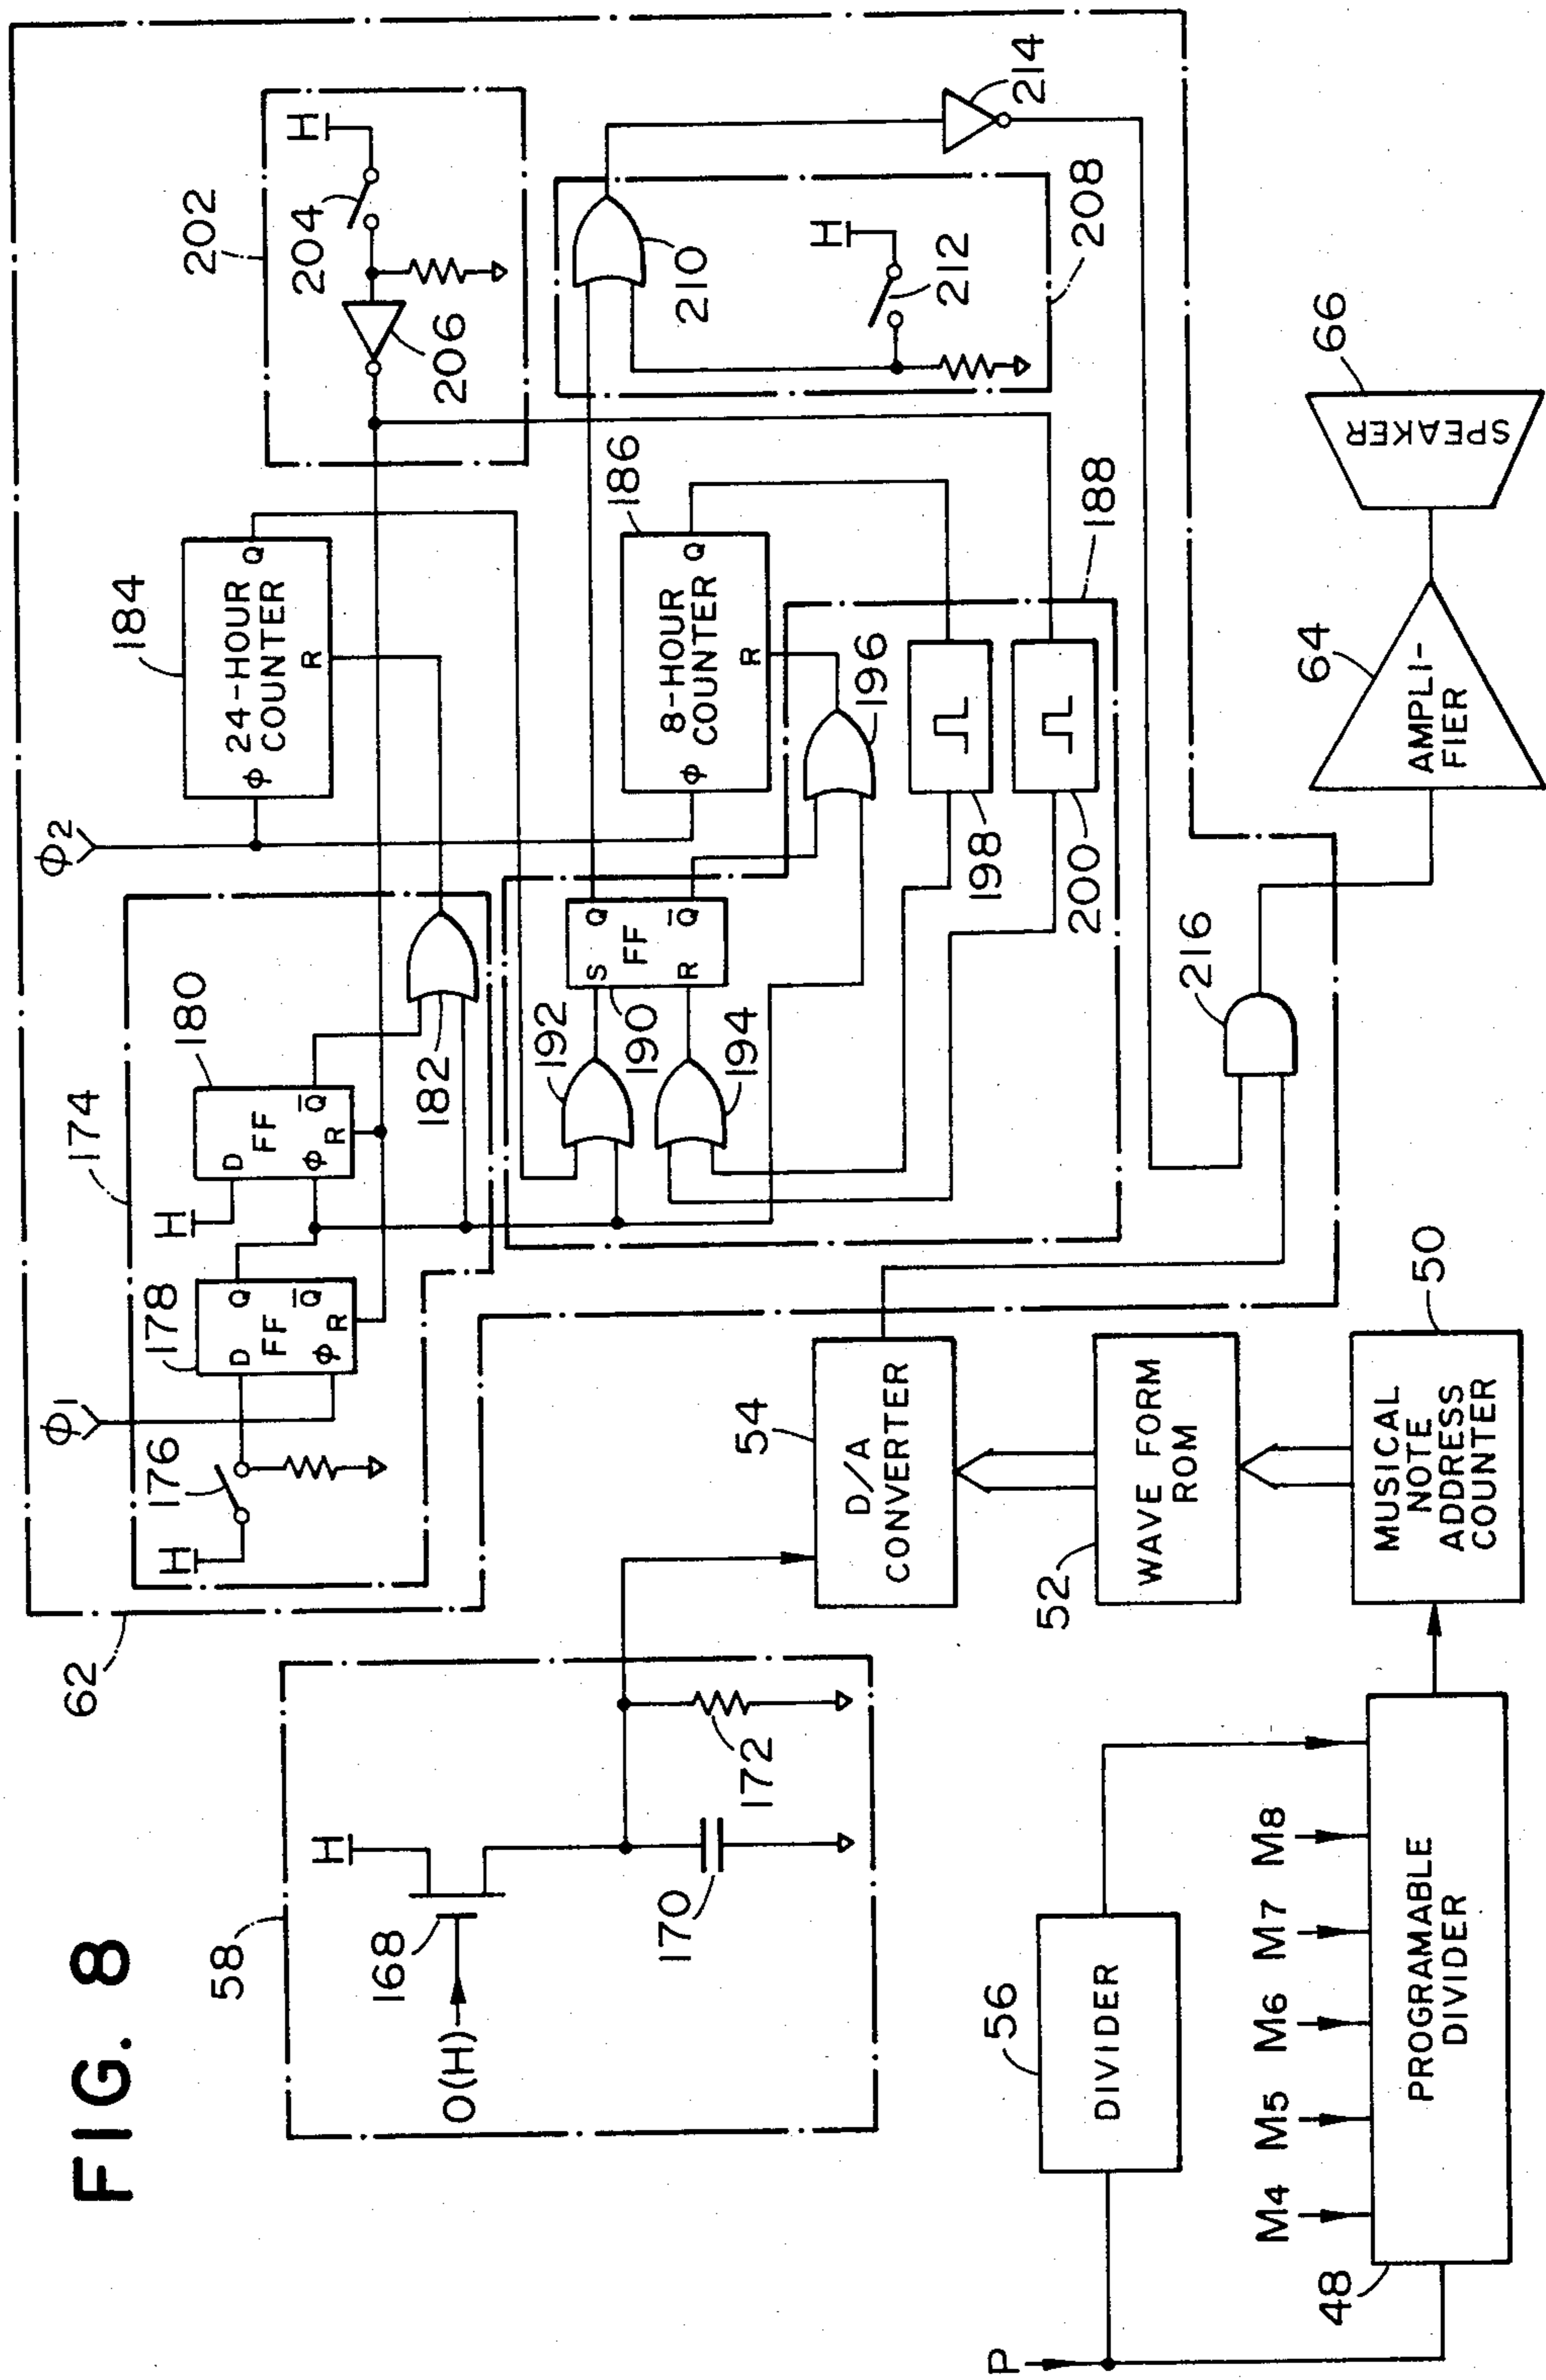 FIG. 8
62
174
176
H
178
D
Q
FF
Q̅
Φ
R
Φ1
H
180
D
FF
Q̅
Φ
R
182
Φ2
184
Φ
24-HOUR
COUNTER
Q
R
202
204
H
206
192
190
S
Q
FF
R
Q̅
194
186
Φ
8-HOUR
COUNTER
Q
R
188
196
198
200
210
H
212
208
214
216
58
H
168
O(H)
170
172
54
D/A
CONVERTER
52
WAVE FORM
ROM
50
MUSICAL
NOTE
ADDRESS
COUNTER
64
AMPLI-
FIER
66
SPEAKER
56
DIVIDER
P
M4
M5
M6
M7
M8
48
PROGRAMABLE
DIVIDER